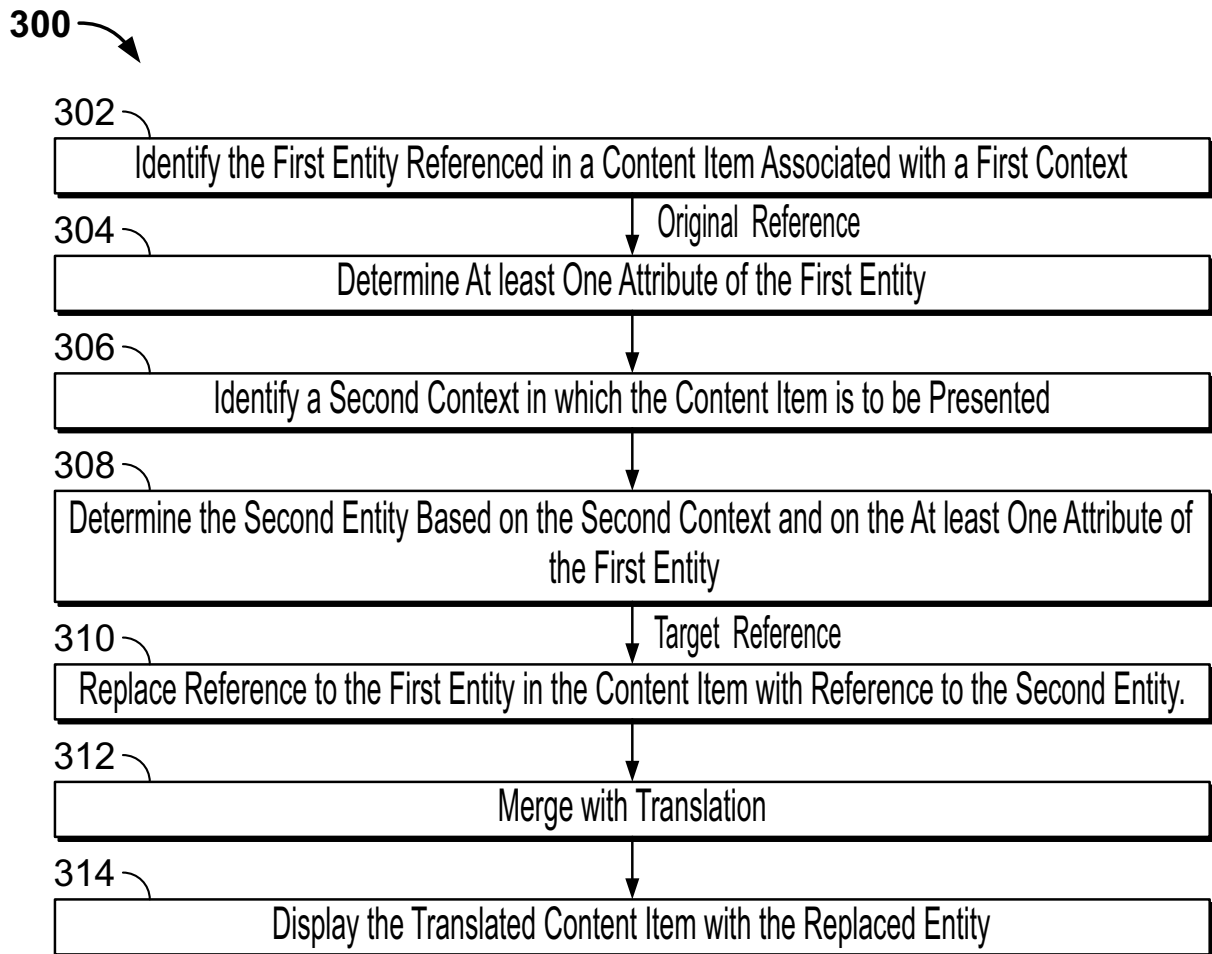 300
302
Identify the First Entity Referenced in a Content Item Associated with a First Context
Original Reference
304
Determine At least One Attribute of the First Entity
306
Identify a Second Context in which the Content Item is to be Presented
308
Determine the Second Entity Based on the Second Context and on the At least One Attribute of
the First Entity
Target Reference
310
Replace Reference to the First Entity in the Content Item with Reference to the Second Entity.
312
Merge with Translation
314
Display the Translated Content Item with the Replaced Entity